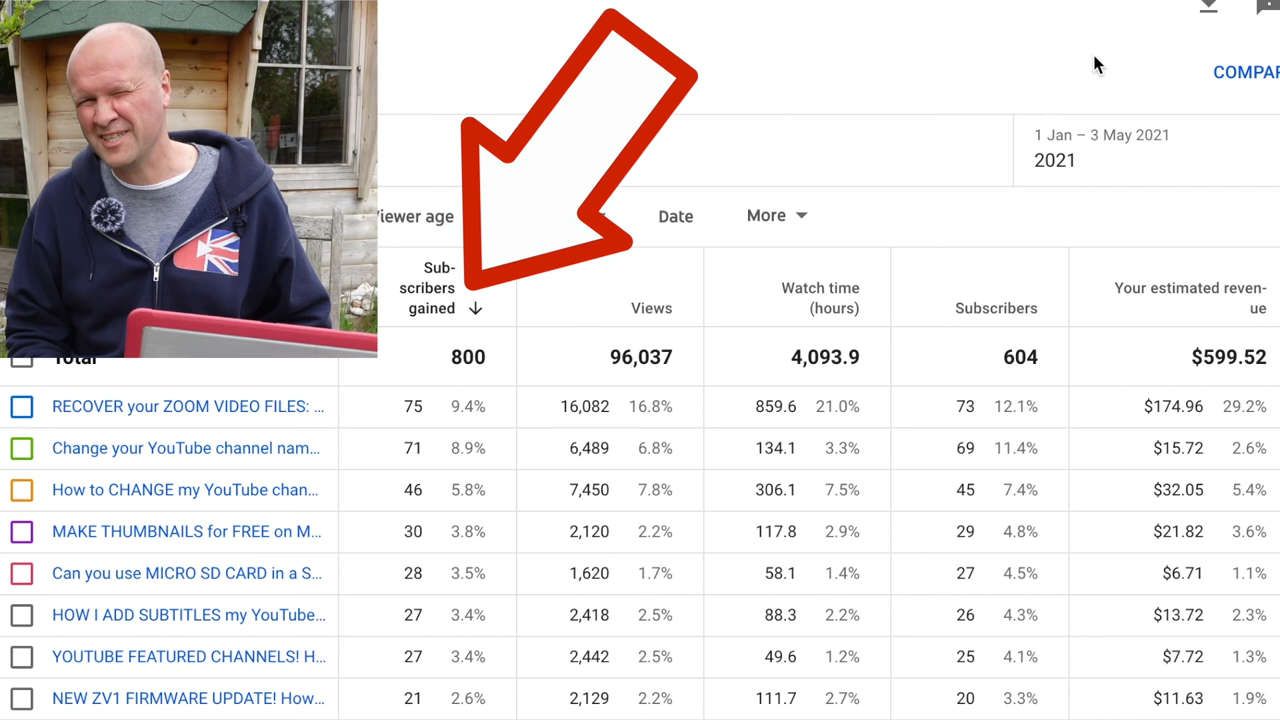 COMPAR
1 Jan – 3 May 2021
2021
Viewer age
Date
More
Sub-
scribers
gained
Views
Watch time
(hours)
Subscribers
Your estimated reven-
ue
Total 800 96,037 4,093.9 604 $599.52
RECOVER your ZOOM VIDEO FILES: ... 75 9.4% 16,082 16.8% 859.6 21.0% 73 12.1% $174.96 29.2%
Change your YouTube channel nam... 71 8.9% 6,489 6.8% 134.1 3.3% 69 11.4% $15.72 2.6%
How to CHANGE my YouTube chan... 46 5.8% 7,450 7.8% 306.1 7.5% 45 7.4% $32.05 5.4%
MAKE THUMBNAILS for FREE on M... 30 3.8% 2,120 2.2% 117.8 2.9% 29 4.8% $21.82 3.6%
Can you use MICRO SD CARD in a S... 28 3.5% 1,620 1.7% 58.1 1.4% 27 4.5% $6.71 1.1%
HOW I ADD SUBTITLES my YouTube... 27 3.4% 2,418 2.5% 88.3 2.2% 26 4.3% $13.72 2.3%
YOUTUBE FEATURED CHANNELS! H... 27 3.4% 2,442 2.5% 49.6 1.2% 25 4.1% $7.72 1.3%
NEW ZV1 FIRMWARE UPDATE! How... 21 2.6% 2,129 2.2% 111.7 2.7% 20 3.3% $11.63 1.9%